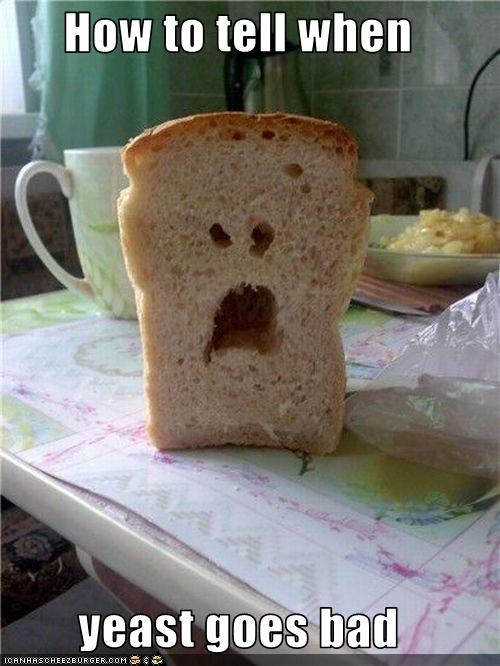 How to tell when
yeast goes bad
ICANHASCHEEZBURGER.COM